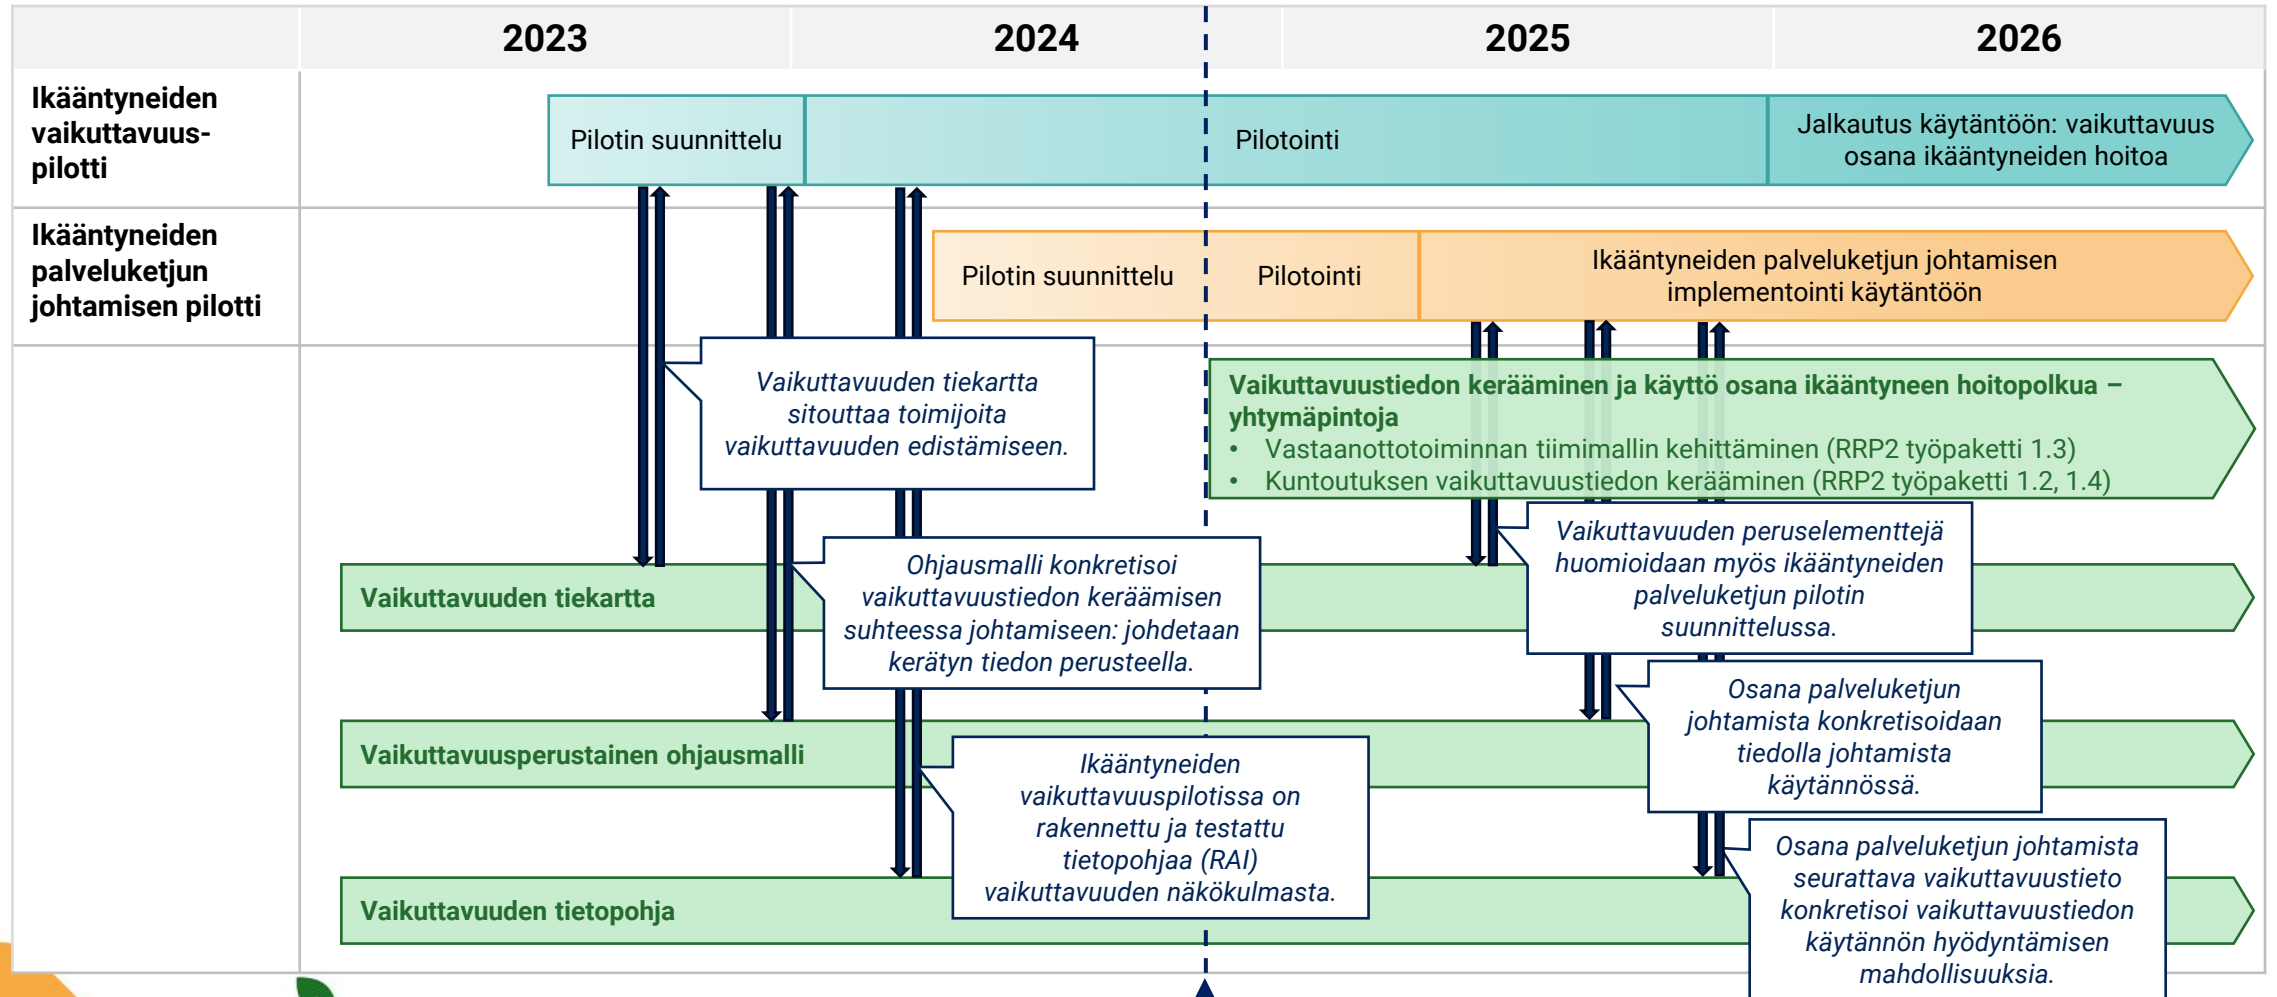 2023
2024
2025
2026
Ikääntyneiden
vaikuttavuus-
pilotti
Pilotin suunnittelu
Pilotointi
Jalkautus käytäntöön: vaikuttavuus
osana ikääntyneiden hoitoa
Ikääntyneiden
palveluketjun
johtamisen pilotti
Pilotin suunnittelu
Pilotointi
Ikääntyneiden palveluketjun johtamisen
implementointi käytäntöön
Vaikuttavuuden tiekartta
sitouttaa toimijoita
vaikuttavuuden edistämiseen.
Vaikuttavuustiedon kerääminen ja käyttö osana ikääntyneen hoitopolkua –
yhtymäpintoja
• Vastaanottotoiminnan tiimimallin kehittäminen (RRP2 työpaketti 1.3)
• Kuntoutuksen vaikuttavuustiedon kerääminen (RRP2 työpaketti 1.2, 1.4)
Vaikuttavuuden tiekartta
Ohjausmalli konkretisoi
vaikuttavuustiedon keräämisen
suhteessa johtamiseen: johdetaan
kerätyn tiedon perusteella.
Vaikuttavuuden peruselementtejä
huomioidaan myös ikääntyneiden
palveluketjun pilotin
suunnittelussa.
Vaikuttavuusperustainen ohjausmalli
Osana palveluketjun
johtamista konkretisoidaan
tiedolla johtamista
käytännössä.
Ikääntyneiden
vaikuttavuuspilotissa on
rakennettu ja testattu
tietopohjaa (RAI)
vaikuttavuuden näkökulmasta.
Vaikuttavuuden tietopohja
Osana palveluketjun johtamista
seurattava vaikuttavuustieto
konkretisoi vaikuttavuustiedon
käytännön hyödyntämisen
mahdollisuuksia.